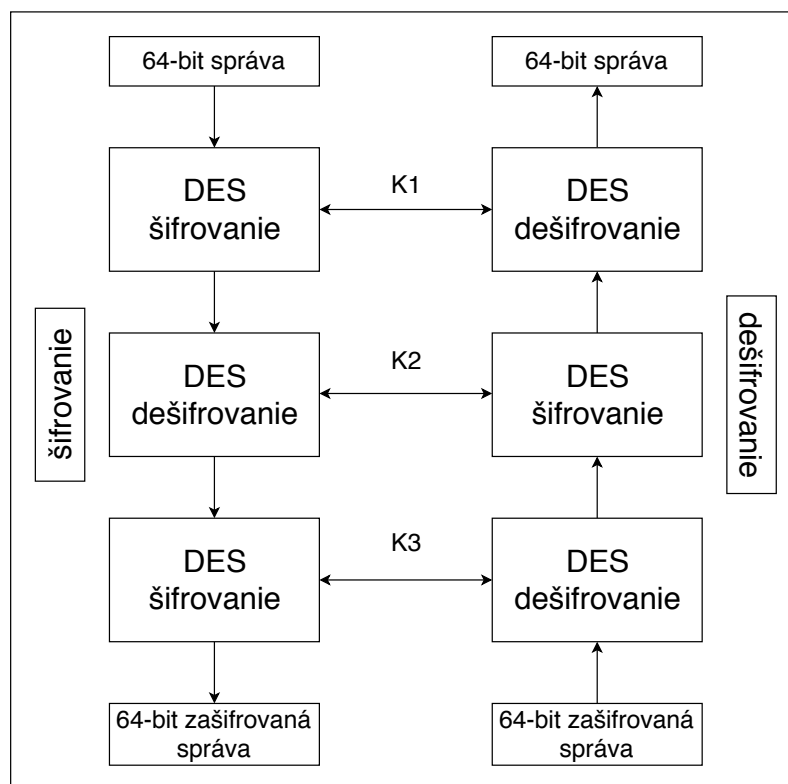 64-bit správa
64-bit správa
DES
šifrovanie
K1
DES
dešifrovanie
šifrovanie
DES
dešifrovanie
K2
DES
šifrovanie
dešifrovanie
DES
šifrovanie
K3
DES
dešifrovanie
64-bit zašifrovaná
správa
64-bit zašifrovaná
správa